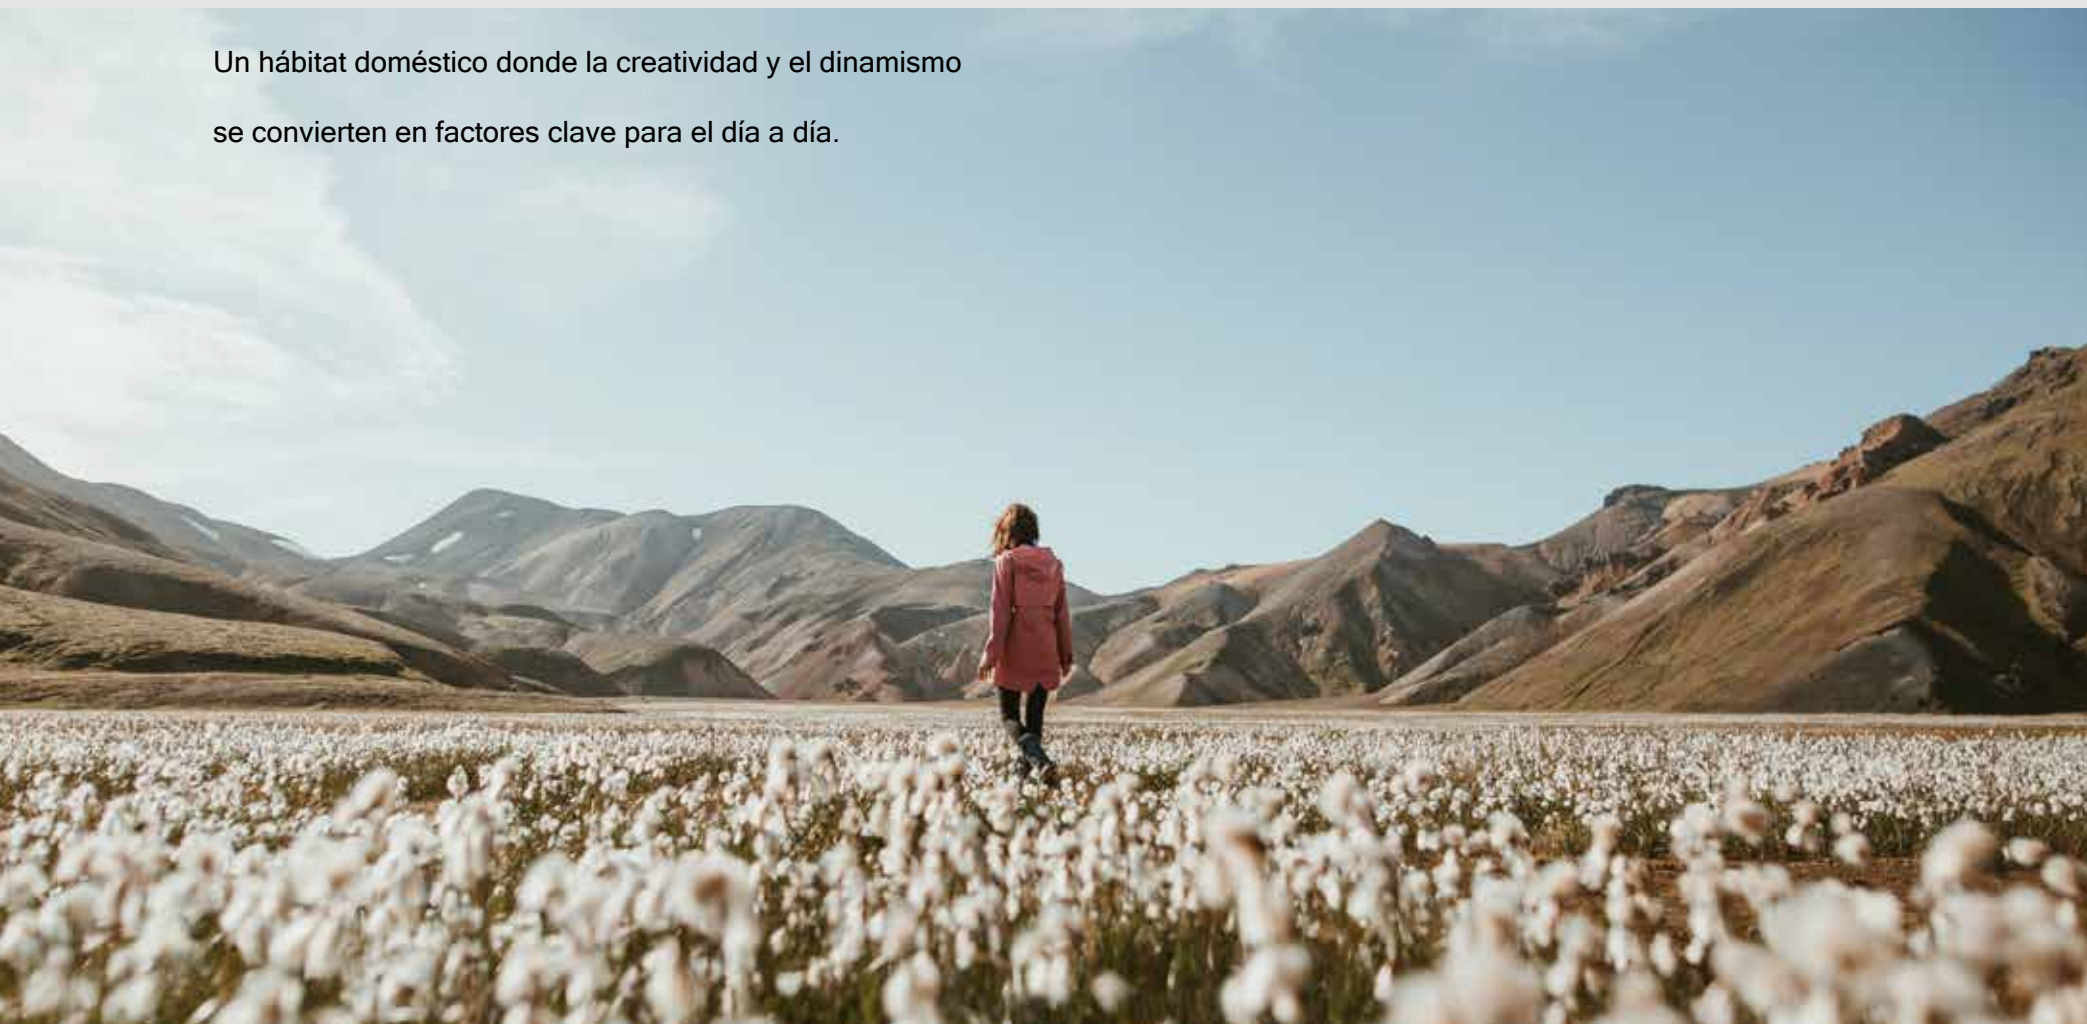 Un hábitat doméstico donde la creatividad y el dinamismo
se convierten en factores clave para el día a día.